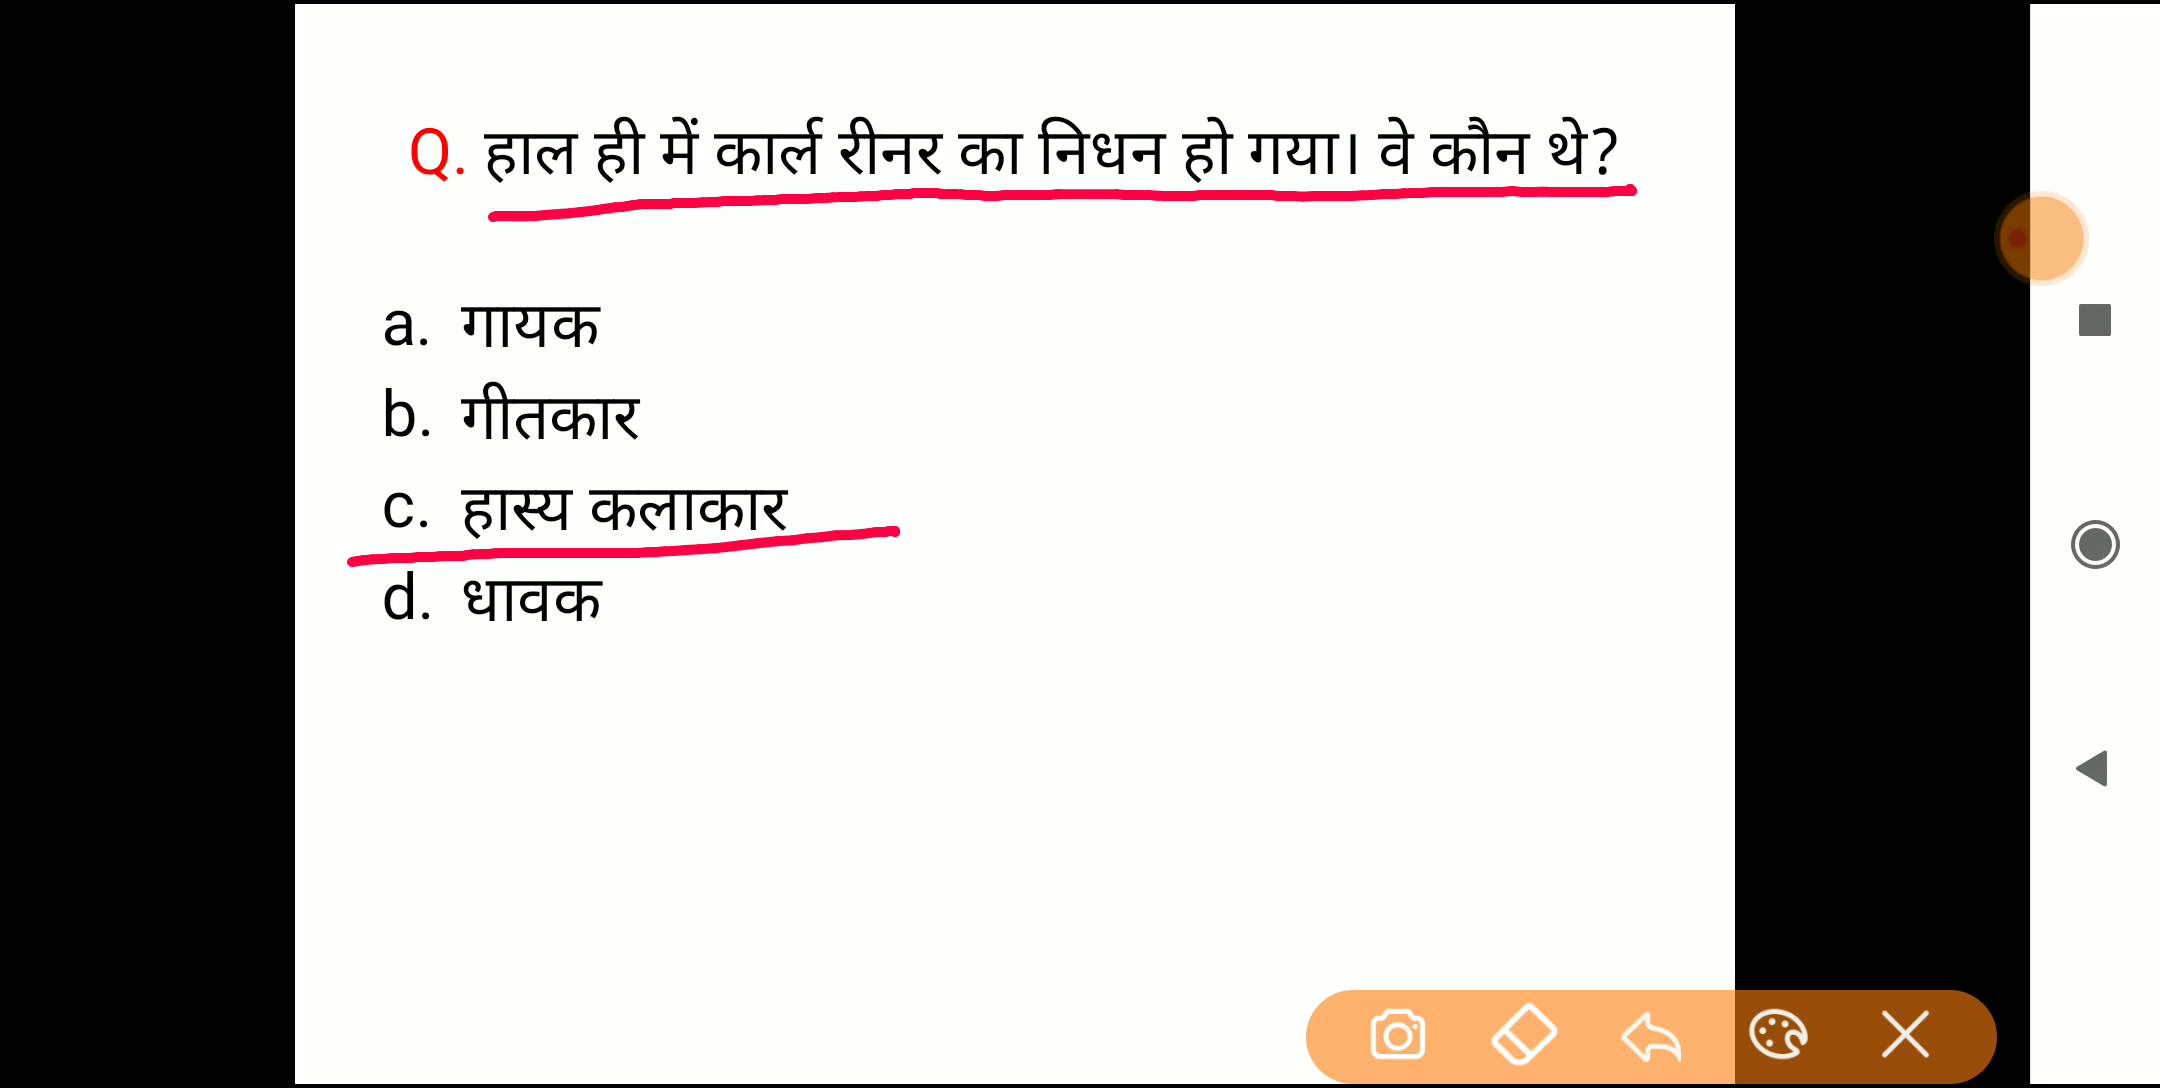 Q. हाल ही में कार्ल रीनर का निधन हो गया। वे कौन थे?
a. गायक
b. गीतकार
c. हास्य कलाकार
d. धावक